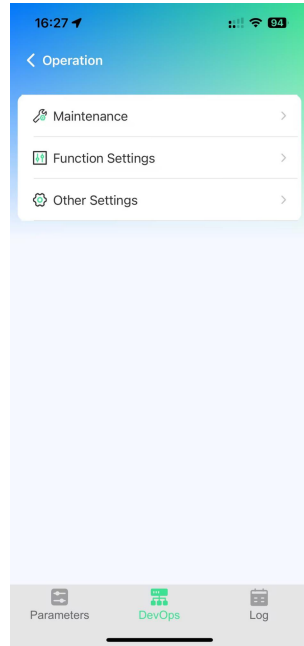 16:27
94
Operation
Maintenance
Function Settings
Other Settings
Parameters
DevOps
Log